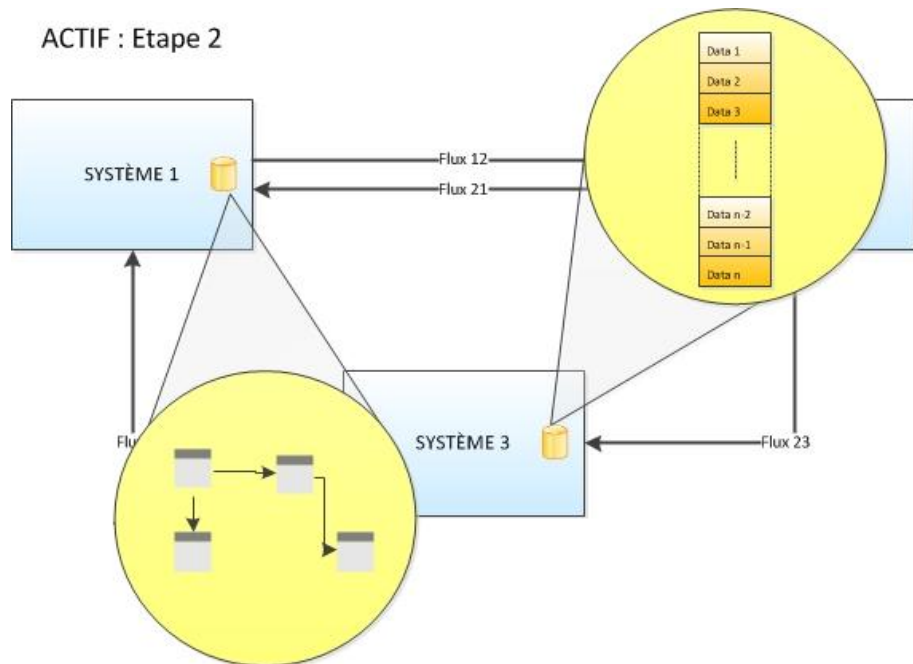 ACTIF : Etape 2
Data 1
Data 2
Data 3
SYSTÈME 1
Flux 12
Flux 21
Data n-2
Data n-1
Data n
SYSTÈME 3
Flux 23